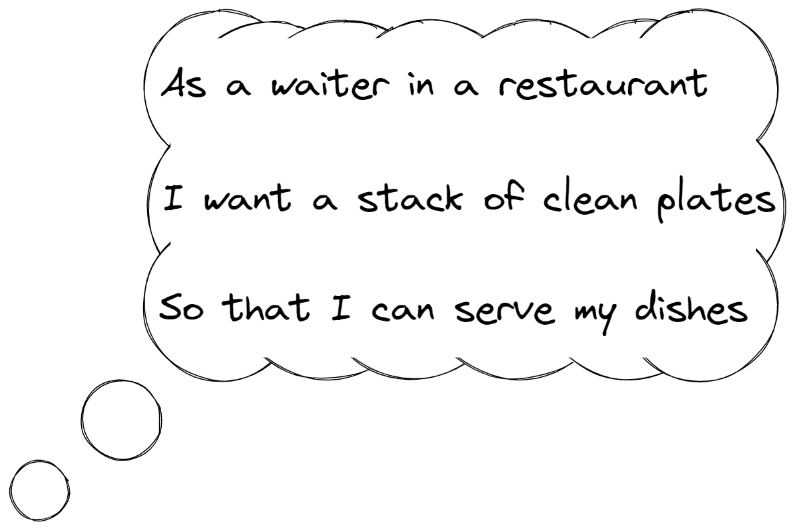 As a waiter in a restaurant
I want a stack of clean plates
So that I can serve my dishes